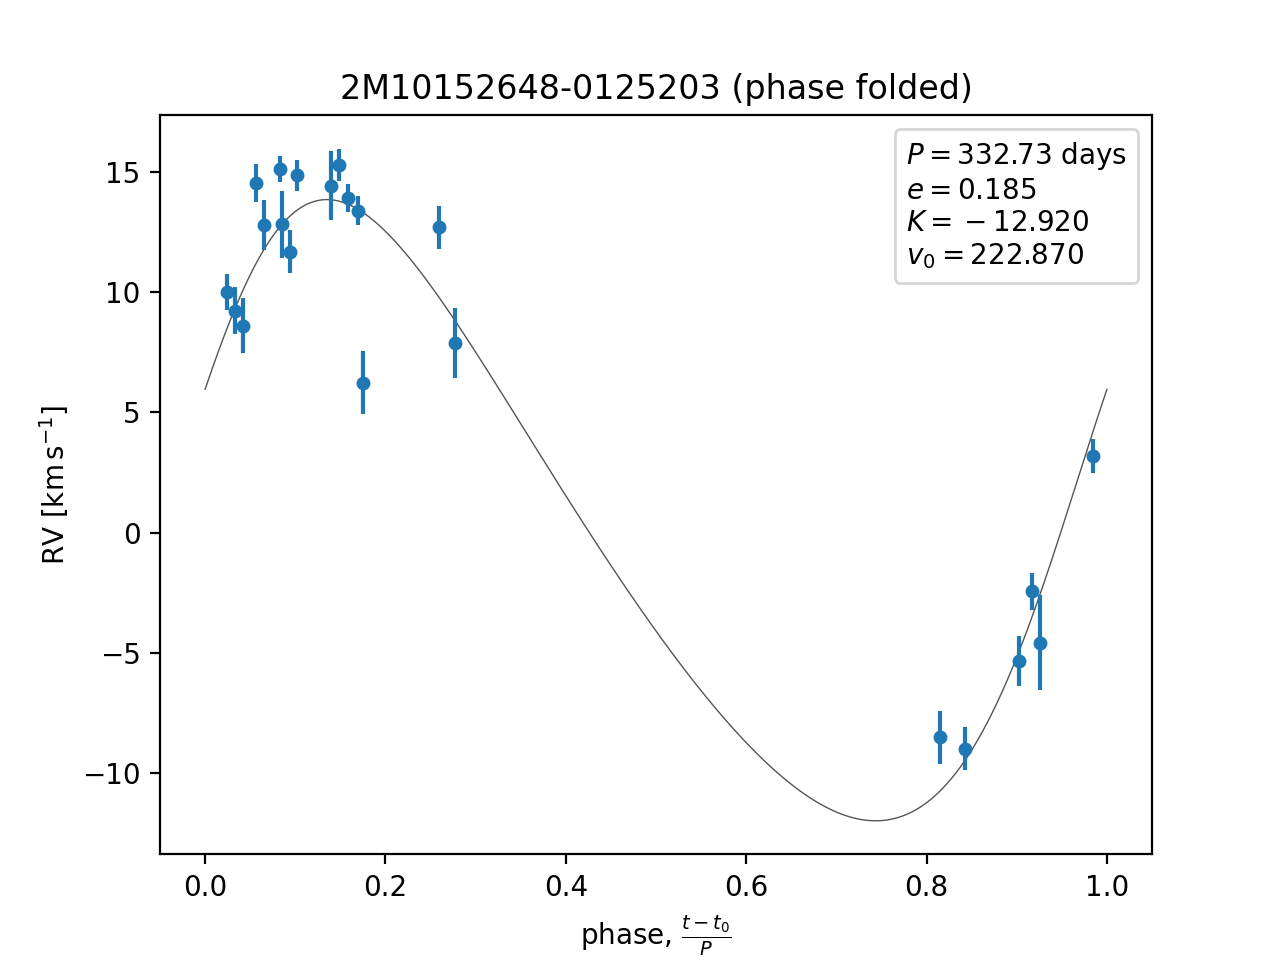 2M10152648-0125203 (phase folded)
P = 332.73 days
e = 0.185
K = −12.920
v₀ = 222.870
15
10
5
0
−5
−10
RV [km s⁻¹]
0.0 0.2 0.4 0.6 0.8 1.0
phase, (t − t₀)/P